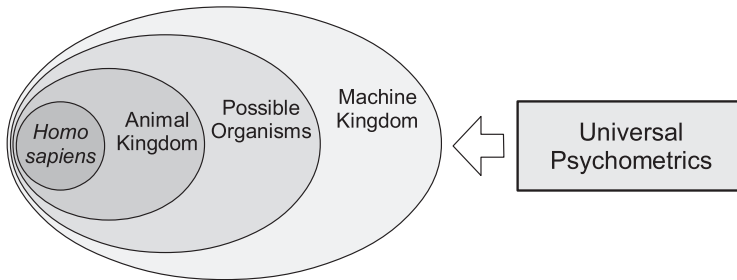 Homo
sapiens
Animal
Kingdom
Possible
Organisms
Machine
Kingdom
Universal
Psychometrics